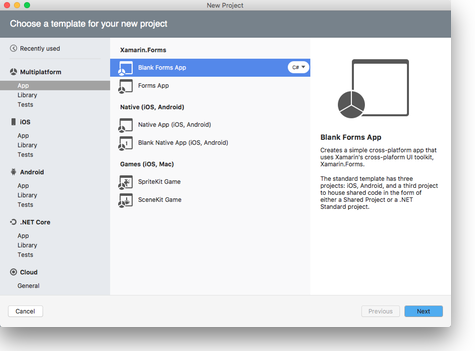 New Project
Choose a template for your new project
Recently used
Multiplatform
App
Library
Tests
iOS
App
Library
Tests
Android
App
Library
Tests
.NET Core
App
Library
Tests
Cloud
General
Xamarin.Forms
Blank Forms App
C#
Forms App
Native (iOS, Android)
Native App (iOS, Android)
Blank Native App (iOS, Android)
Games (iOS, Mac)
SpriteKit Game
SceneKit Game
Blank Forms App
Creates a simple cross-platform app that
uses Xamarin's cross-plaform UI toolkit,
Xamarin.Forms.
The standard template has three
projects: iOS, Android, and a third project
to house shared code in the form of
either a Shared Project or a .NET
Standard project.
Cancel
Previous
Next